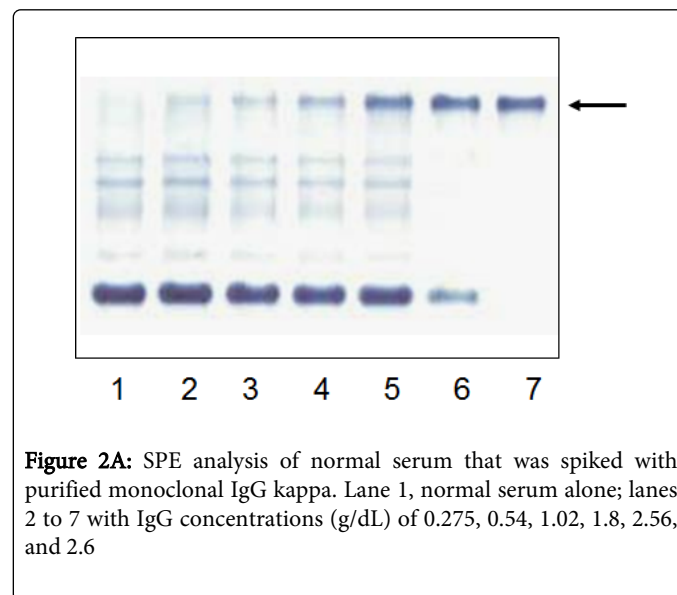 1 2 3 4 5 6 7
Figure 2A: SPE analysis of normal serum that was spiked with
purified monoclonal IgG kappa. Lane 1, normal serum alone; lanes
2 to 7 with IgG concentrations (g/dL) of 0.275, 0.54, 1.02, 1.8, 2.56,
and 2.6